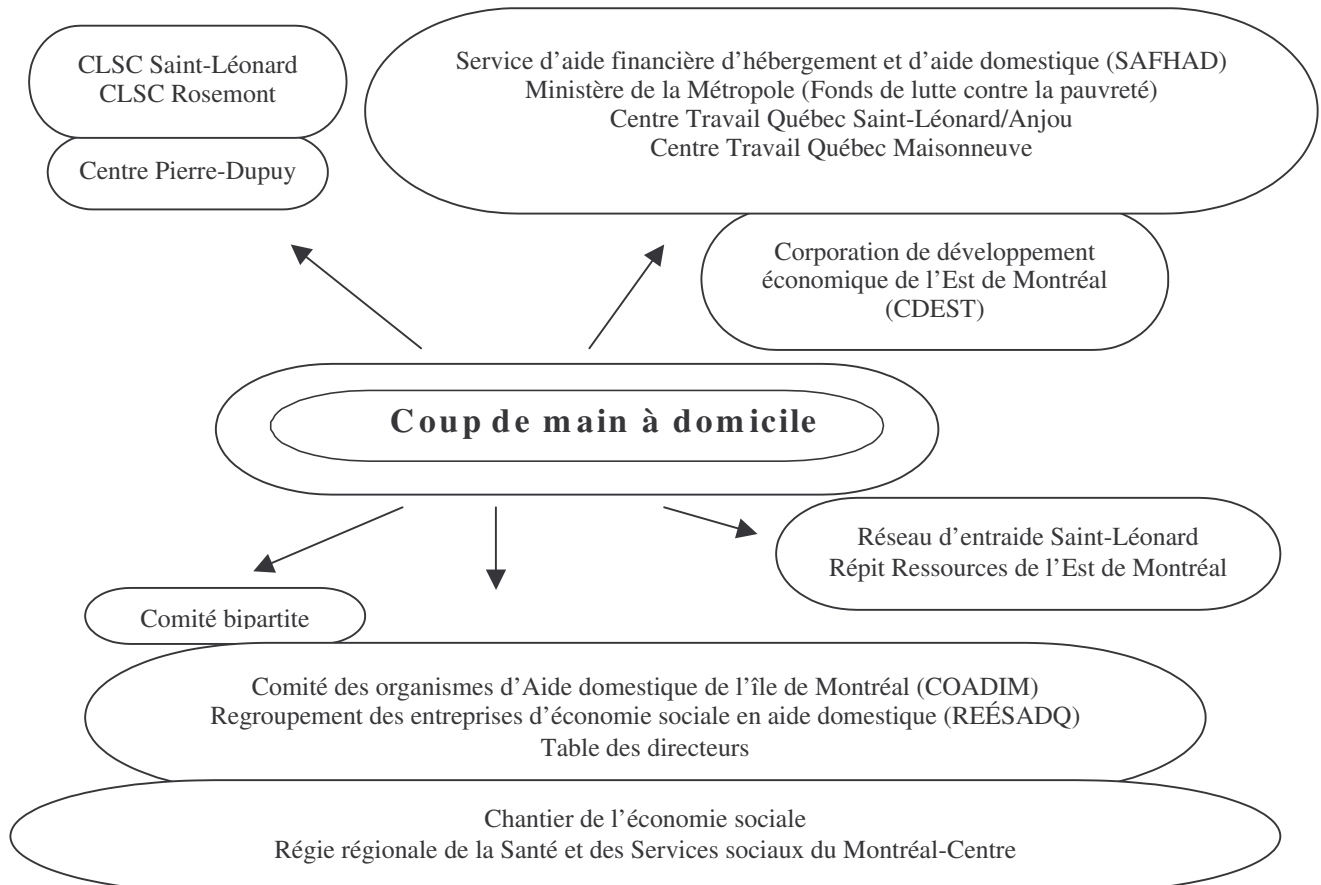 CLSC Saint-Léonard
CLSC Rosemont
Centre Pierre-Dupuy
Service d'aide financière d'hébergement et d'aide domestique (SAFHAD)
Ministère de la Métropole (Fonds de lutte contre la pauvreté)
Centre Travail Québec Saint-Léonard/Anjou
Centre Travail Québec Maisonneuve
Corporation de développement
économique de l'Est de Montréal
(CDEST)
Coup de main à domicile
Réseau d'entraide Saint-Léonard
Répit Ressources de l'Est de Montréal
Comité bipartite
Comité des organismes d'Aide domestique de l'île de Montréal (COADIM)
Regroupement des entreprises d'économie sociale en aide domestique (REÉSADQ)
Table des directeurs
Chantier de l'économie sociale
Régie régionale de la Santé et des Services sociaux du Montréal-Centre